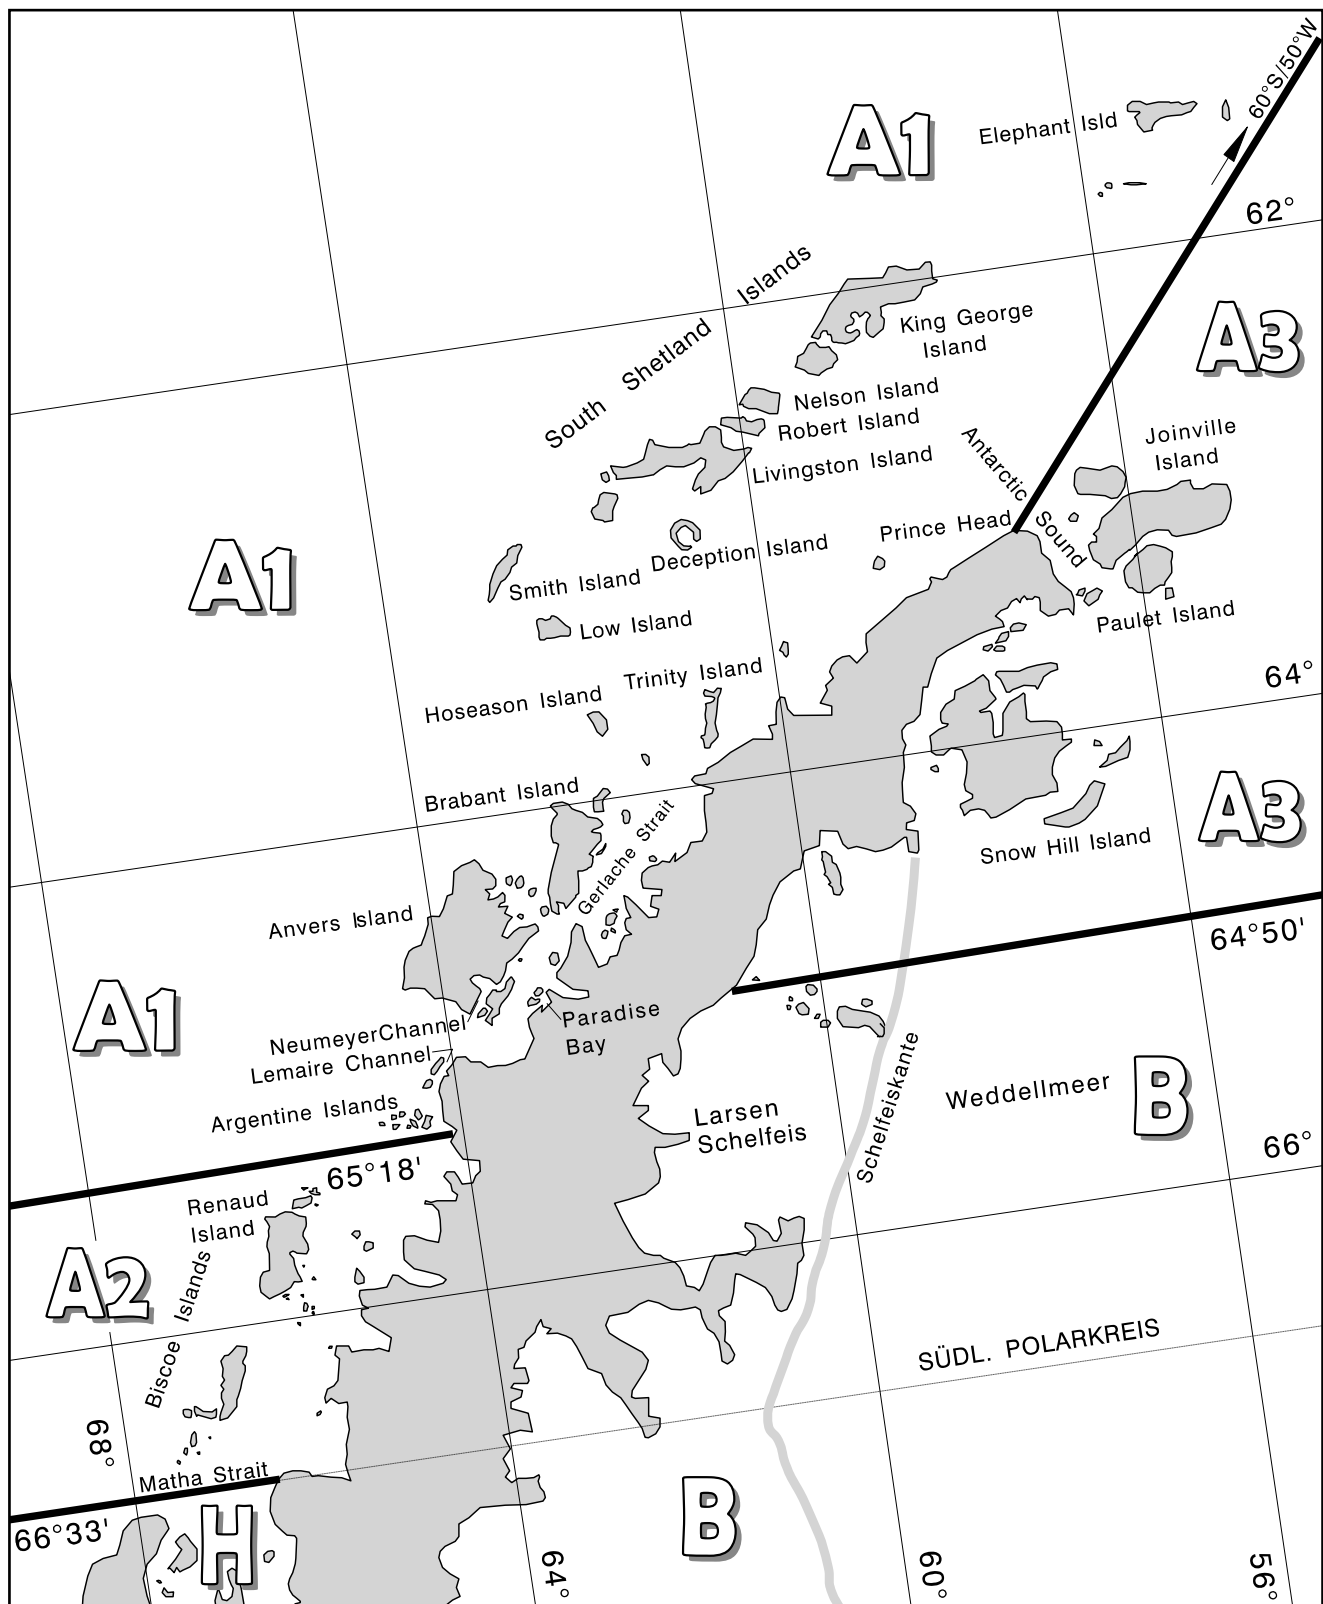 60°S/50°W
A1
Elephant Isld
62°
South Shetland Islands
King George
Island
A3
Nelson Island
Robert Island
Livingston Island
Antarctic Sound
Joinville
Island
Prince Head
Deception Island
A1
Smith Island
Low Island
Paulet Island
Trinity Island
64°
Hoseason Island
Brabant Island
Gerlache Strait
A3
Snow Hill Island
Anvers Island
64°50'
A1
NeumeyerChannel
Paradise
Bay
Lemaire Channel
Schelfeiskante
Weddellmeer
B
Argentine Islands
Larsen
Schelfeis
66°
65°18'
Renaud
Island
A2
Biscoe Islands
SÜDL. POLARKREIS
68°
Matha Strait
66°33'
H
B
64°
60°
56°